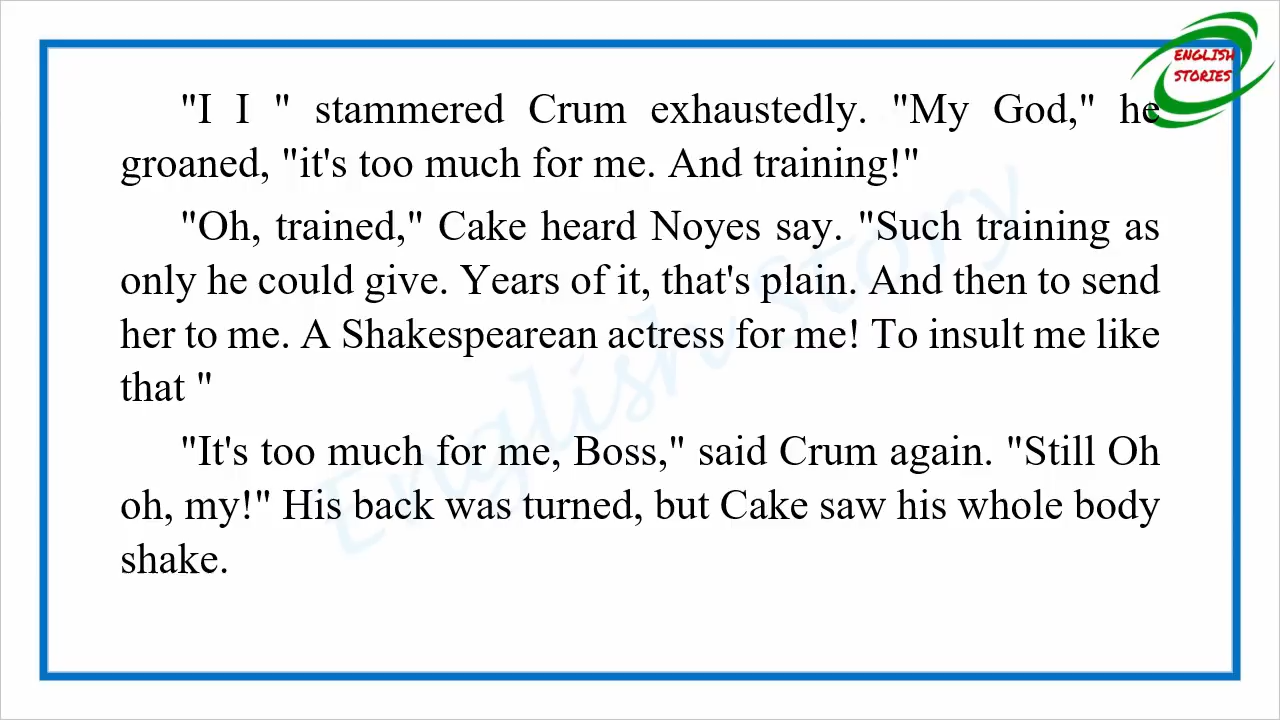 ENGLISH
STORIES
"I I " stammered Crum exhaustedly. "My God," he
groaned, "it's too much for me. And training!"
"Oh, trained," Cake heard Noyes say. "Such training as
only he could give. Years of it, that's plain. And then to send
her to me. A Shakespearean actress for me! To insult me like
that "
"It's too much for me, Boss," said Crum again. "Still Oh
oh, my!" His back was turned, but Cake saw his whole body
shake.
English Story